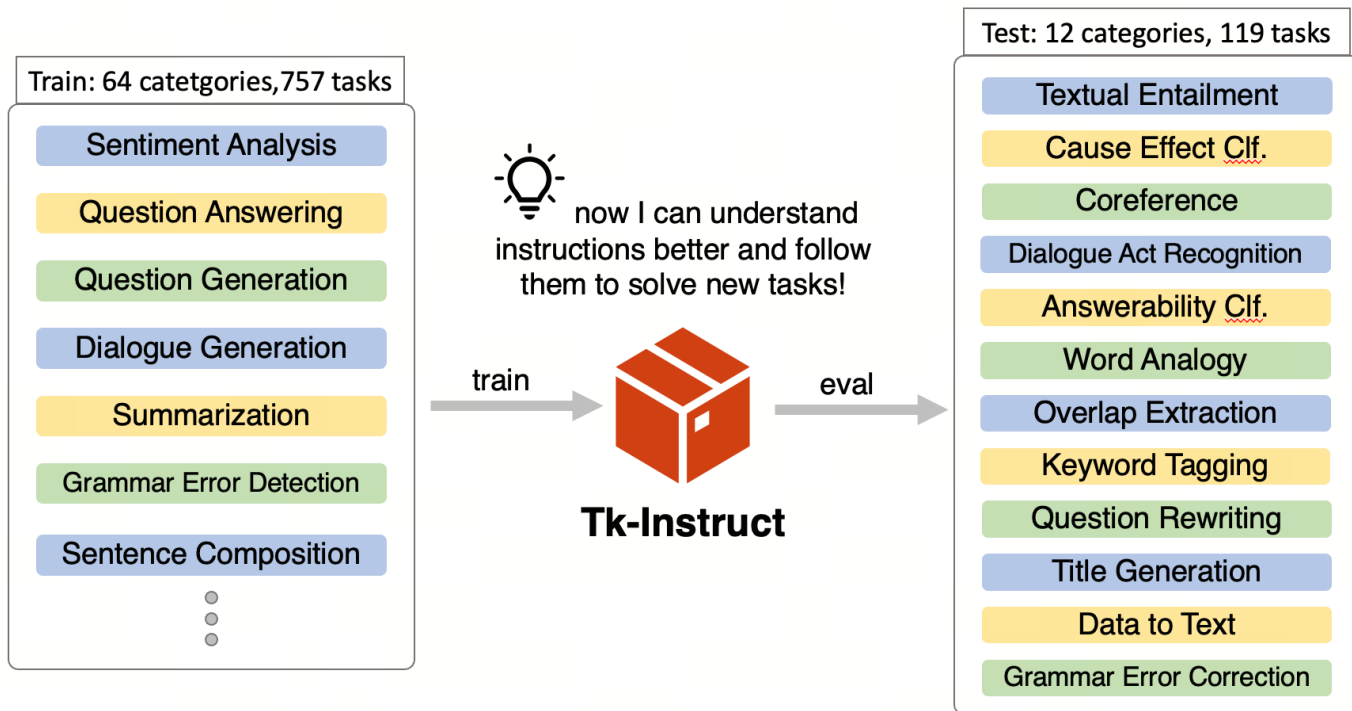 Train: 64 catetgories,757 tasks
Sentiment Analysis
Question Answering
Question Generation
Dialogue Generation
Summarization
Grammar Error Detection
Sentence Composition
now I can understand
instructions better and follow
them to solve new tasks!
train
Tk-Instruct
eval
Test: 12 categories, 119 tasks
Textual Entailment
Cause Effect Clf.
Coreference
Dialogue Act Recognition
Answerability Clf.
Word Analogy
Overlap Extraction
Keyword Tagging
Question Rewriting
Title Generation
Data to Text
Grammar Error Correction